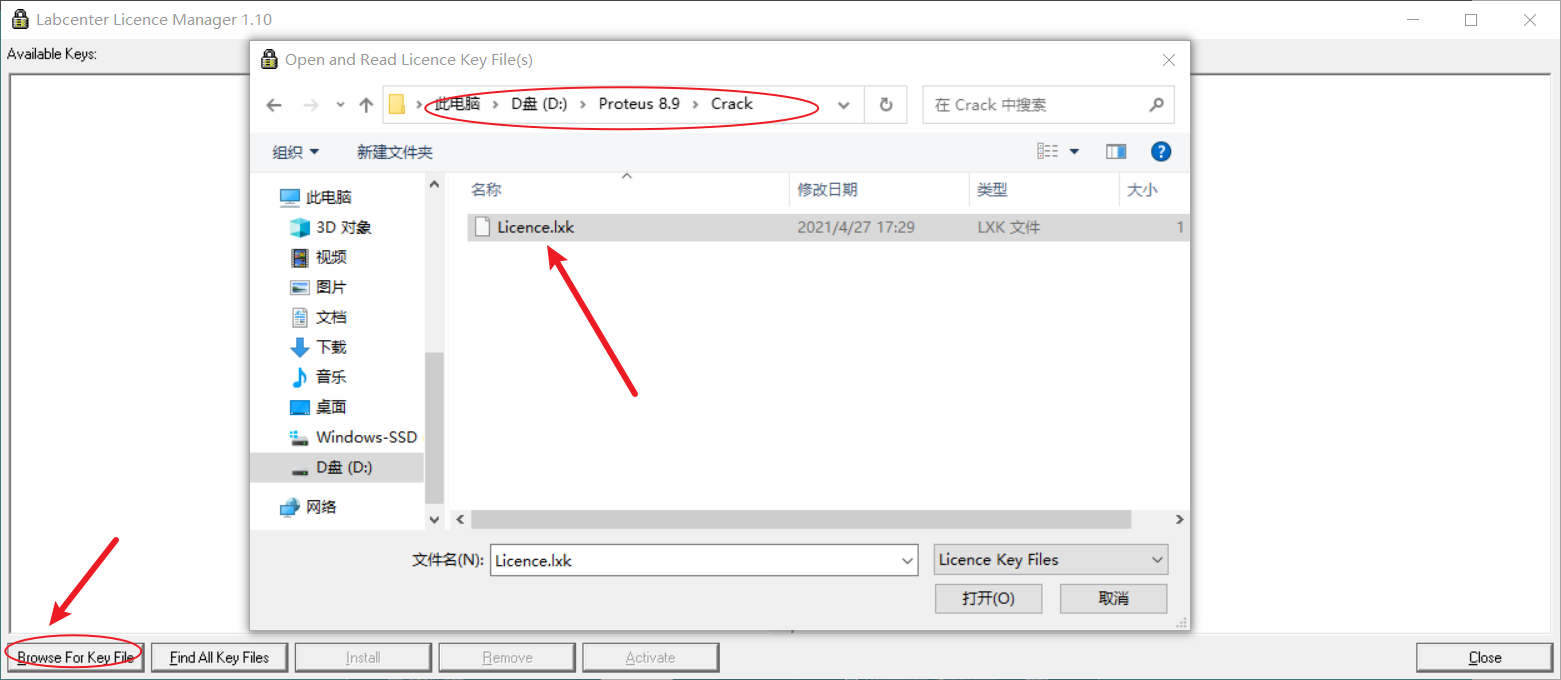 Labcenter Licence Manager 1.10
Available Keys:
Open and Read Licence Key File(s)
此电脑 > D盘 (D:) > Proteus 8.9 > Crack
在 Crack 中搜索
组织 新建文件夹
?
名称 修改日期 类型 大小
Licence.lxk 2021/4/27 17:29 LXK 文件 1
此电脑
3D 对象
视频
图片
文档
下载
音乐
桌面
Windows-SSD
D盘 (D:)
网络
文件名(N): Licence.lxk Licence Key Files
打开(O) 取消
Browse For Key File Find All Key Files Install Remove Activate Close